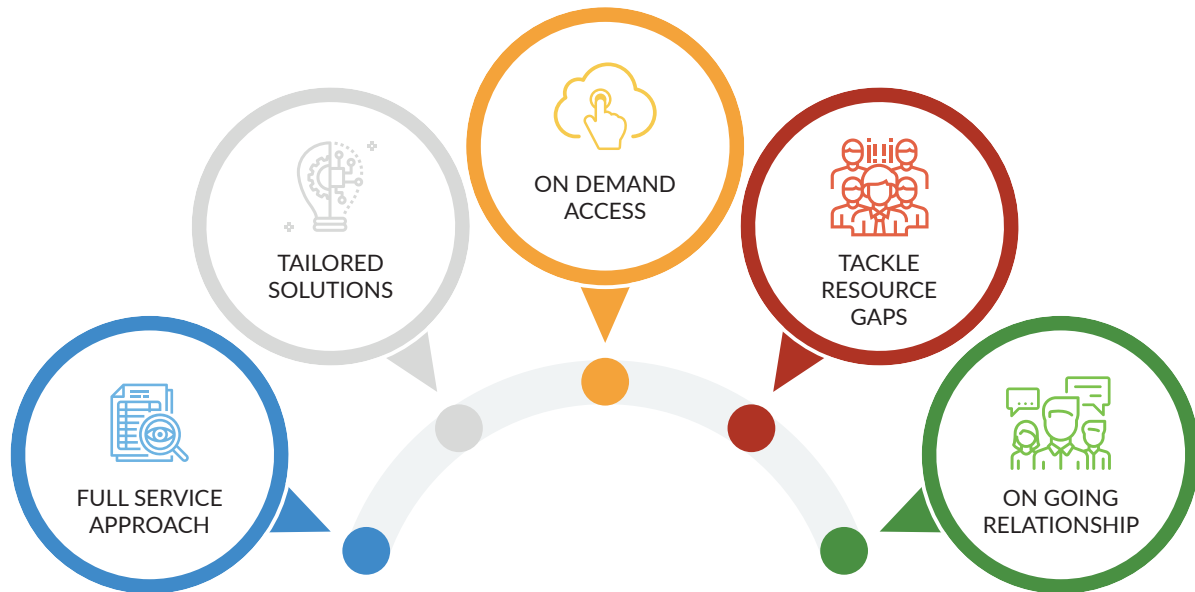 FULL SERVICE
APPROACH
TAILORED
SOLUTIONS
ON DEMAND
ACCESS
TACKLE
RESOURCE
GAPS
ON GOING
RELATIONSHIP